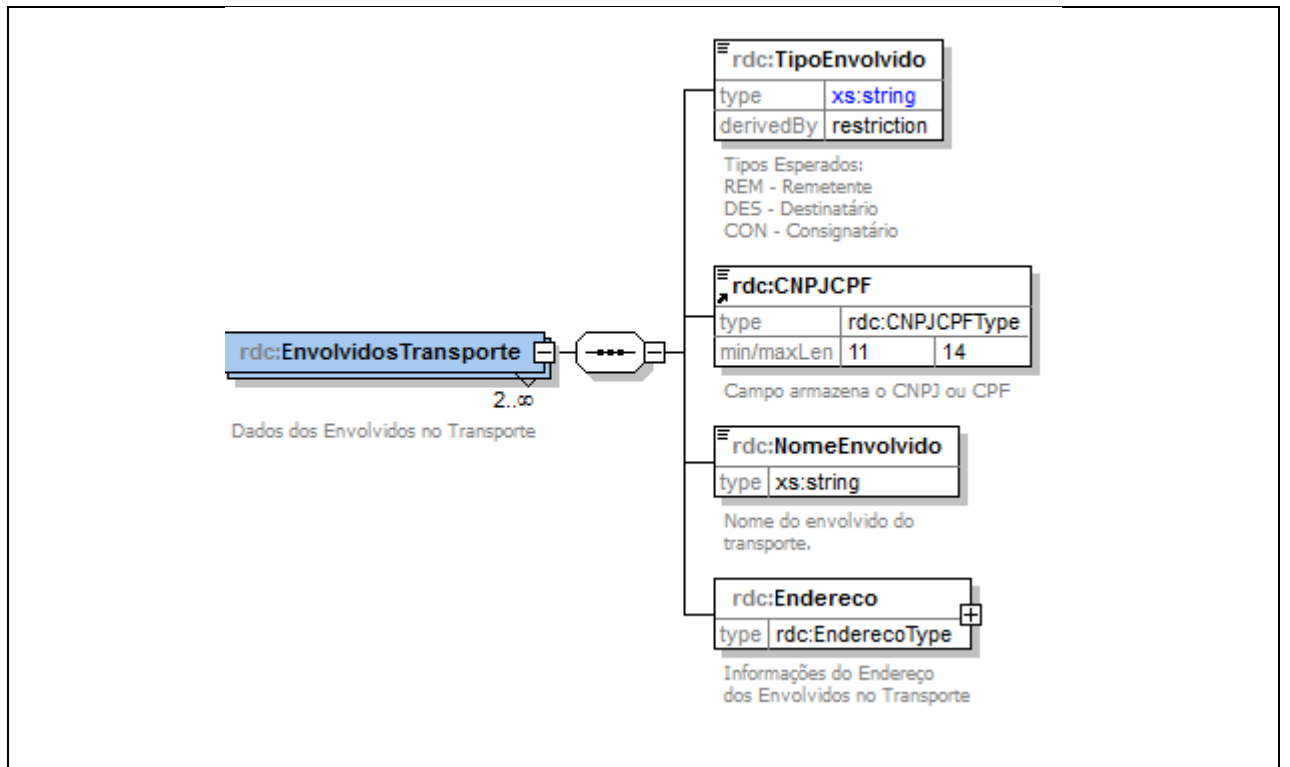 rdc:TipoEnvolvido
type xs:string
derivedBy restriction
Tipos Esperados:
REM - Remetente
DES - Destinatário
CON - Consignatário
rdc:CNPJCPF
type rdc:CNPJCPFType
min/maxLen 11 14
Campo armazena o CNPJ ou CPF
rdc:EnvolvidosTransporte
2..∞
Dados dos Envolvidos no Transporte
rdc:NomeEnvolvido
type xs:string
Nome do envolvido do
transporte.
rdc:Endereco
type rdc:EnderecoType
Informações do Endereço
dos Envolvidos no Transporte